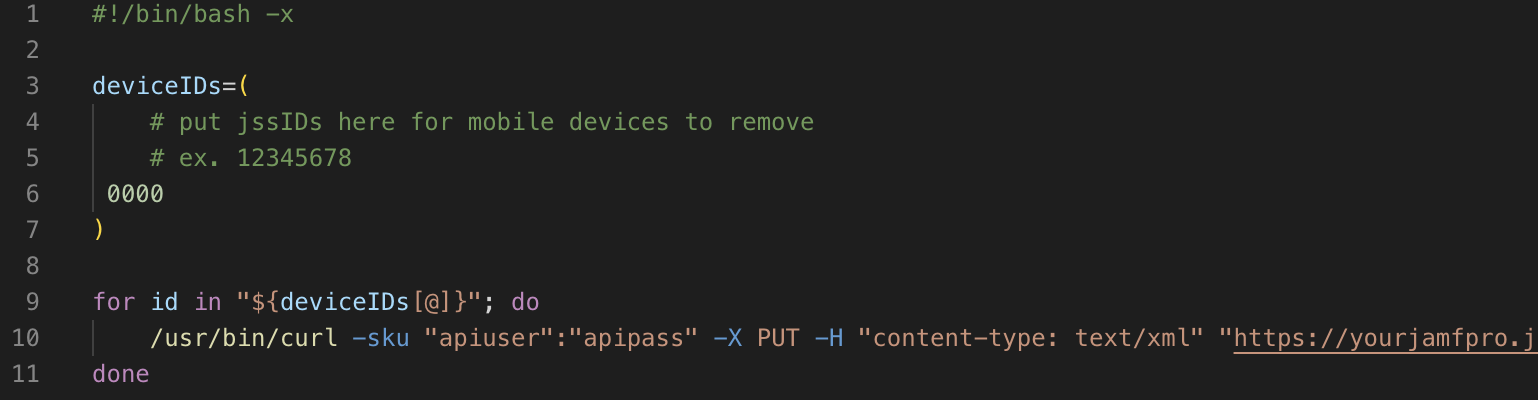 1 #!/bin/bash -x
2
3 deviceIDs=(
4 # put jssIDs here for mobile devices to remove
5 # ex. 12345678
6 0000
7 )
8
9 for id in "${deviceIDs[@]}"; do
10 /usr/bin/curl -sku "apiuser":"apipass" -X PUT -H "content-type: text/xml" "https://yourjamfpro.j
11 done